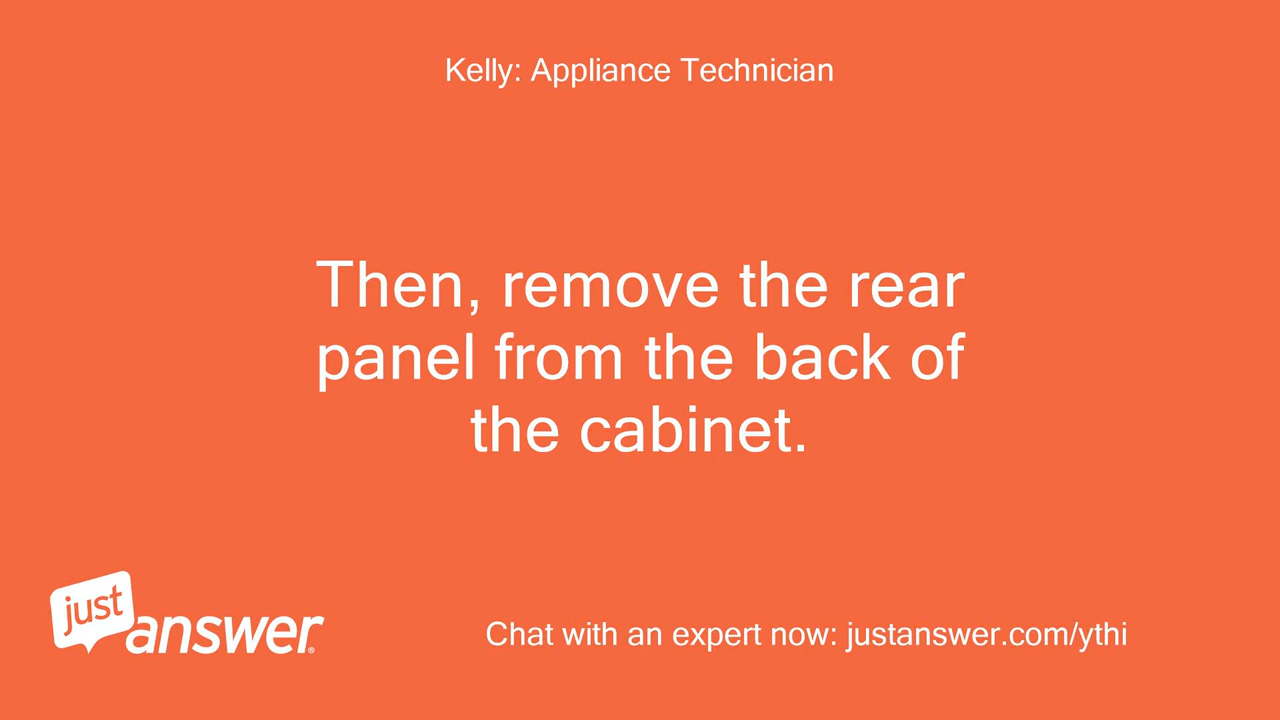 Kelly: Appliance Technician
Then, remove the rear
panel from the back of
the cabinet.
just
answer®
Chat with an expert now: justanswer.com/ythi